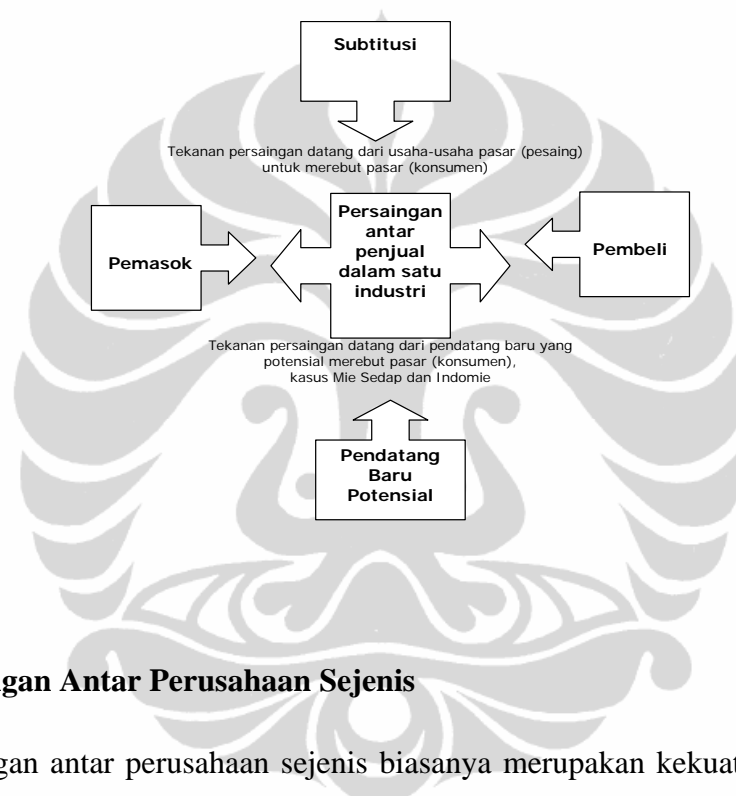 Subtitusi
Tekanan persaingan datang dari usaha-usaha pasar (pesaing)
untuk merebut pasar (konsumen)
Pemasok
Persaingan
antar
penjual
dalam satu
industri
Pembeli
Tekanan persaingan datang dari pendatang baru yang
potensial merebut pasar (konsumen),
kasus Mie Sedap dan Indomie
Pendatang
Baru
Potensial
gan Antar Perusahaan Sejenis
gan antar perusahaan sejenis biasanya merupakan kekuat